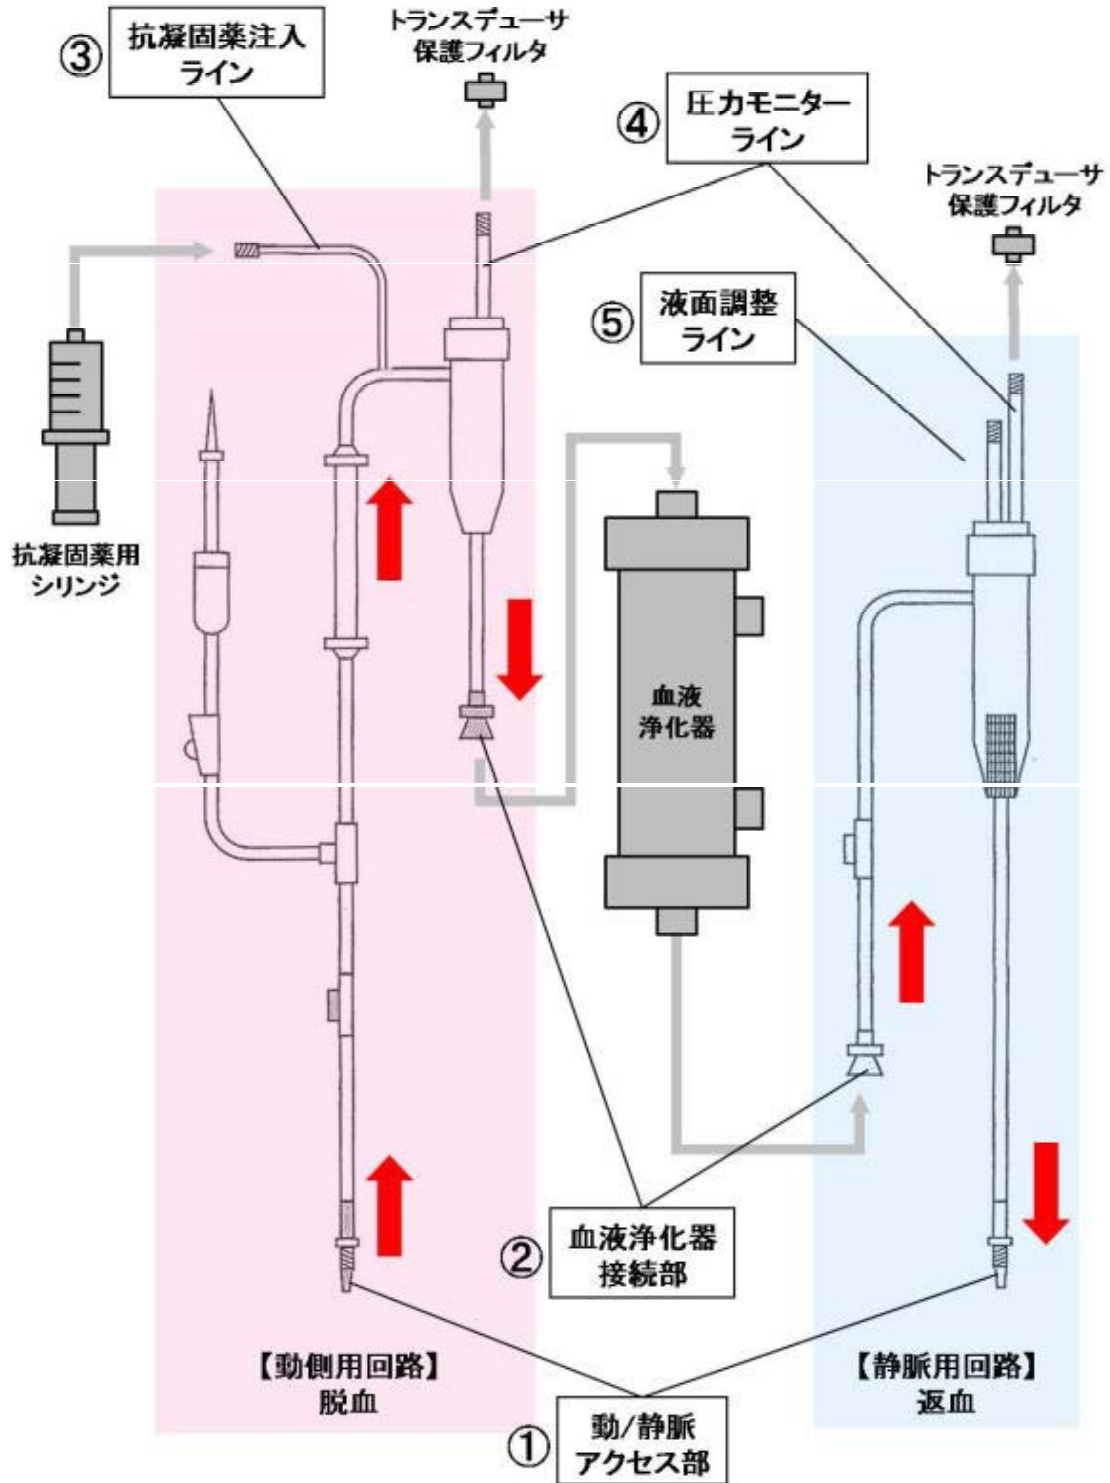 ③
抗凝固薬注入
ライン
トランスデューサ
保護フィルタ
④
圧力モニター
ライン
トランスデューサ
保護フィルタ
⑤
液面調整
ライン
抗凝固薬用
シリンジ
血液
浄化器
②
血液浄化器
接続部
【動側用回路】
脱血
【静脈用回路】
返血
①
動/静脈
アクセス部